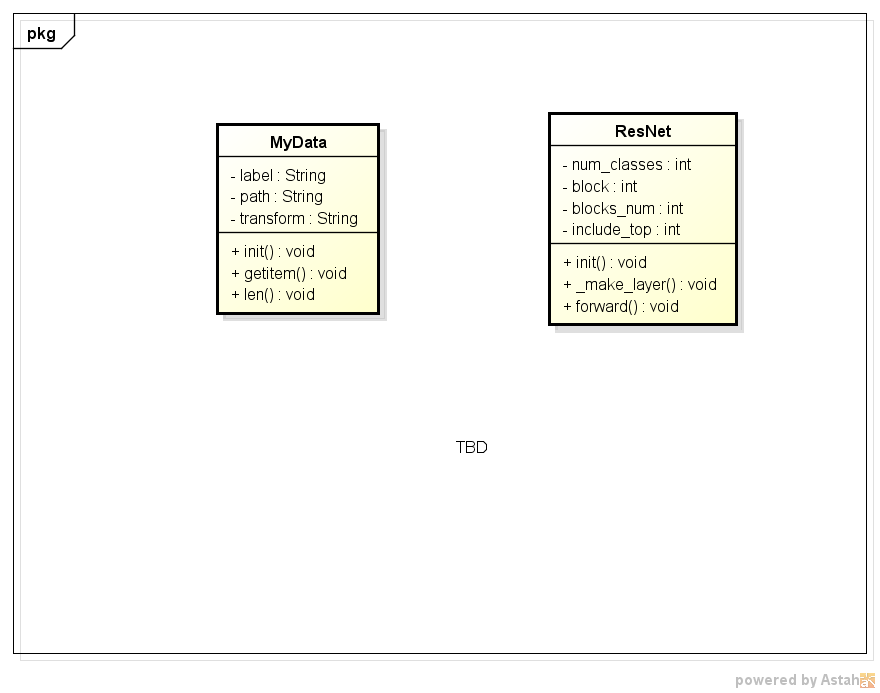 pkg
MyData
- label : String
- path : String
- transform : String
+ init() : void
+ getitem() : void
+ len() : void
ResNet
- num_classes : int
- block : int
- blocks_num : int
- include_top : int
+ init() : void
+ _make_layer() : void
+ forward() : void
TBD
powered by Astah